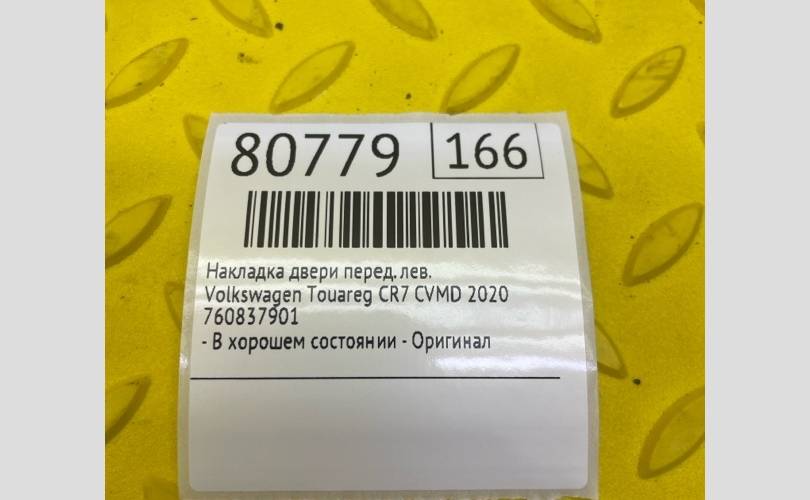 80779 166
Накладка двери перед. лев.
Volkswagen Touareg CR7 CVMD 2020
760837901
- В хорошем состоянии - Оригинал